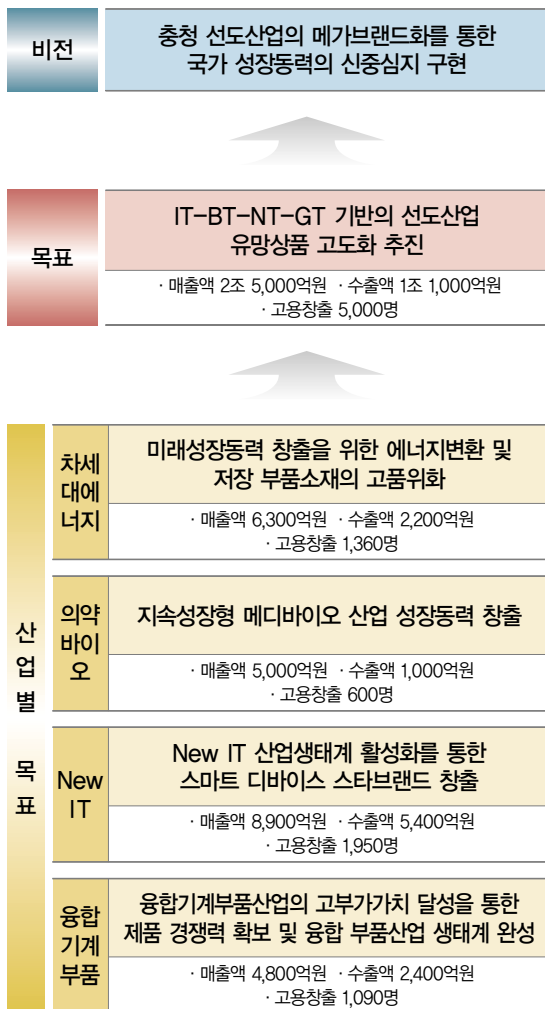 비전
충청 선도산업의 메가브랜드화를 통한
국가 성장동력의 신중심지 구현
목표
IT-BT-NT-GT 기반의 선도산업
유망상품 고도화 추진
· 매출액 2조 5,000억원 · 수출액 1조 1,000억원
· 고용창출 5,000명
산업별 목표
차세
대에
너지
미래성장동력 창출을 위한 에너지변환 및
저장 부품소재의 고품위화
· 매출액 6,300억원 · 수출액 2,200억원
· 고용창출 1,360명
의약
바이
오
지속성장형 메디바이오 산업 성장동력 창출
· 매출액 5,000억원 · 수출액 1,000억원
· 고용창출 600명
New
IT
New IT 산업생태계 활성화를 통한
스마트 디바이스 스타브랜드 창출
· 매출액 8,900억원 · 수출액 5,400억원
· 고용창출 1,950명
융합
기계
부품
융합기계부품산업의 고부가가치 달성을 통한
제품 경쟁력 확보 및 융합 부품산업 생태계 완성
· 매출액 4,800억원 · 수출액 2,400억원
· 고용창출 1,090명